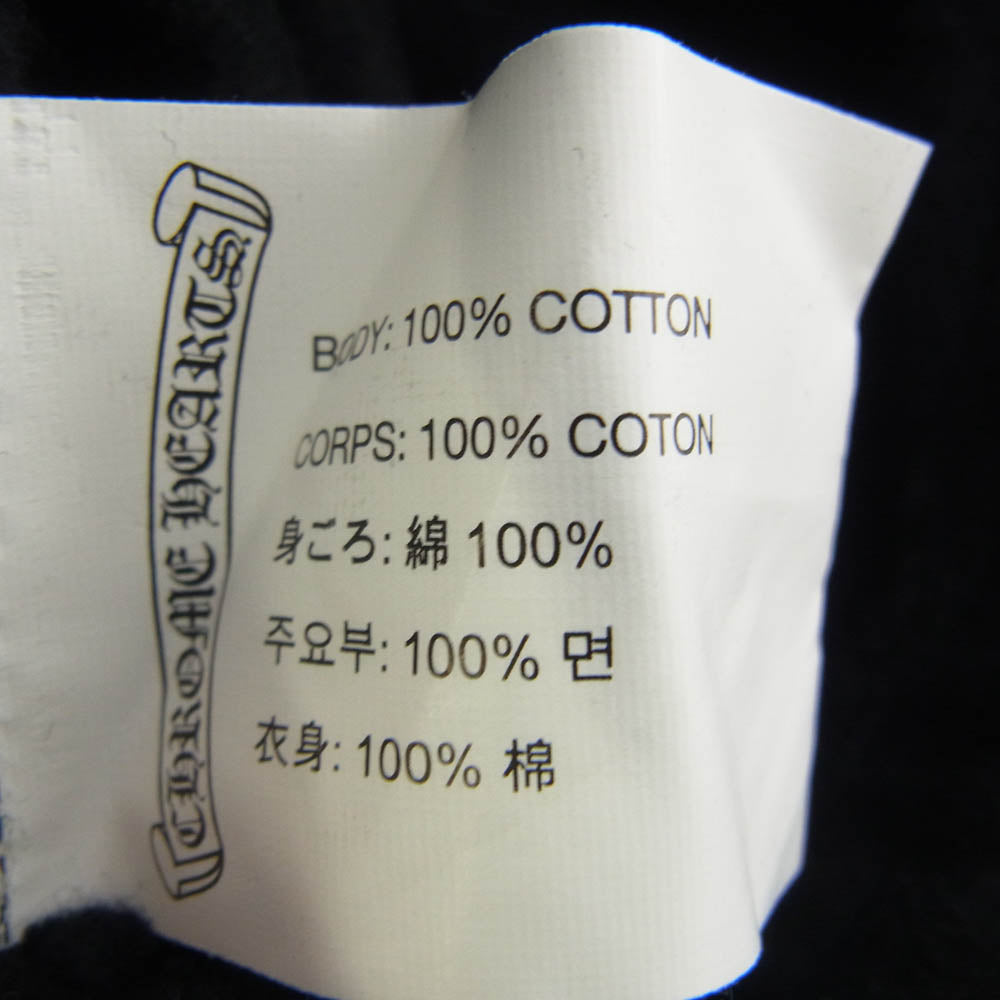 CHROME HEARTS
BODY: 100% COTTON
CORPS: 100% COTON
身ごろ: 綿 100%
주요부: 100% 면
衣身: 100% 棉